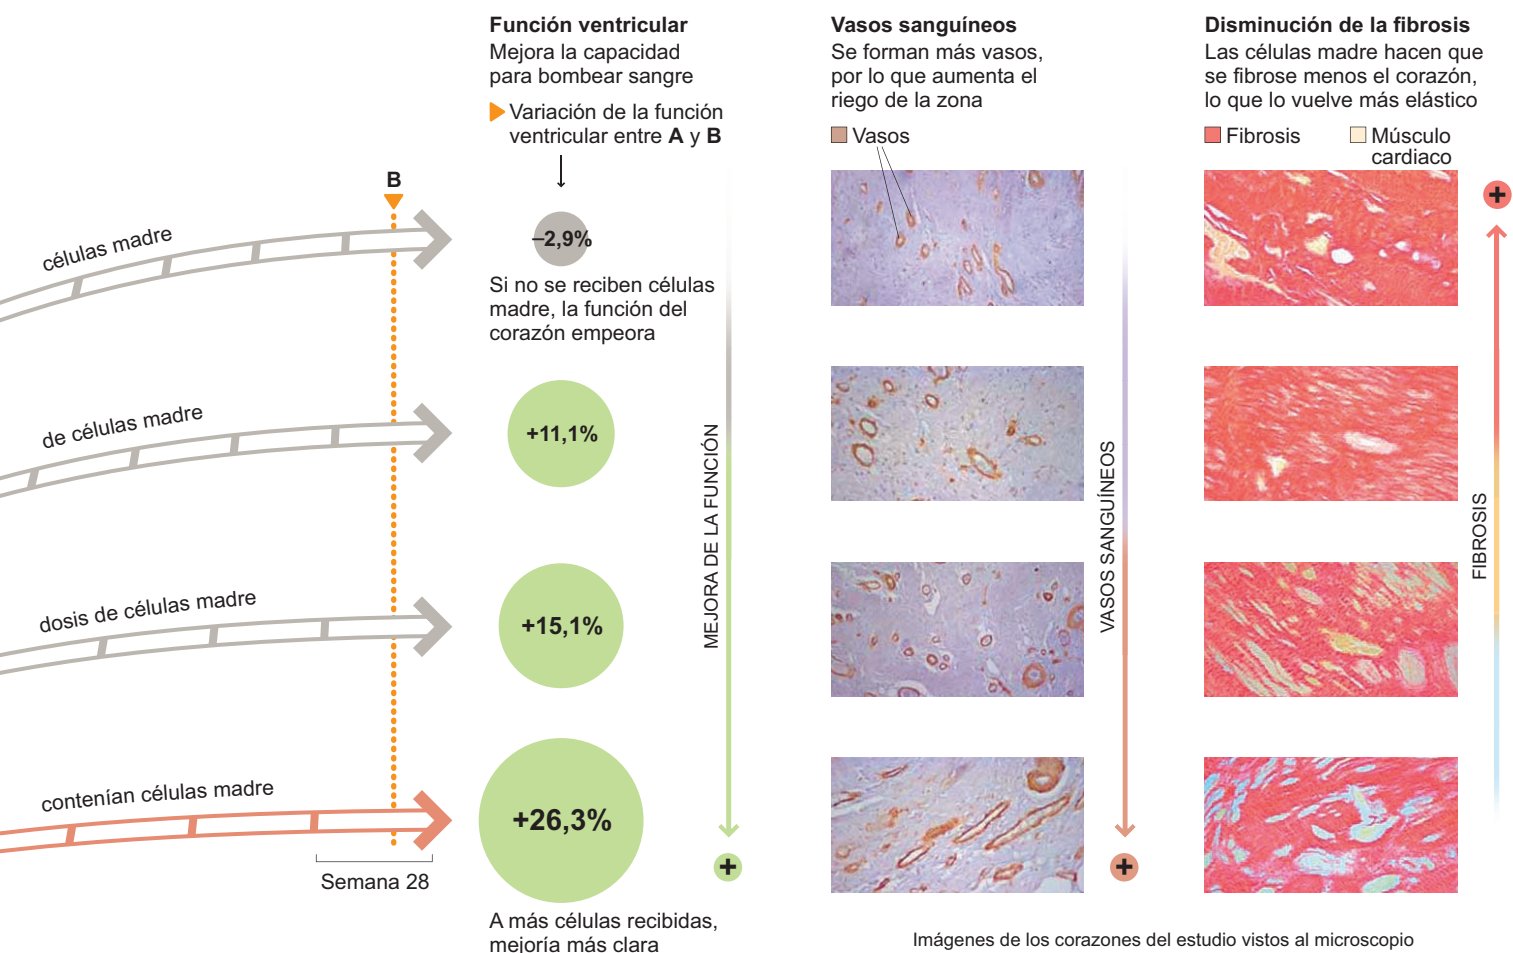 Función ventricular
Mejora la capacidad
para bombear sangre
Variación de la función
ventricular entre A y B
B
células madre
–2,9%
Si no se reciben células
madre, la función del
corazón empeora
de células madre
+11,1%
dosis de células madre
+15,1%
contenían células madre
+26,3%
Semana 28
A más células recibidas,
mejoría más clara
MEJORA DE LA FUNCIÓN
+
Vasos sanguíneos
Se forman más vasos,
por lo que aumenta el
riego de la zona
Vasos
VASOS SANGUÍNEOS
+
Disminución de la fibrosis
Las células madre hacen que
se fibrose menos el corazón,
lo que lo vuelve más elástico
Fibrosis
Músculo
cardiaco
+
FIBROSIS
Imágenes de los corazones del estudio vistos al microscopio